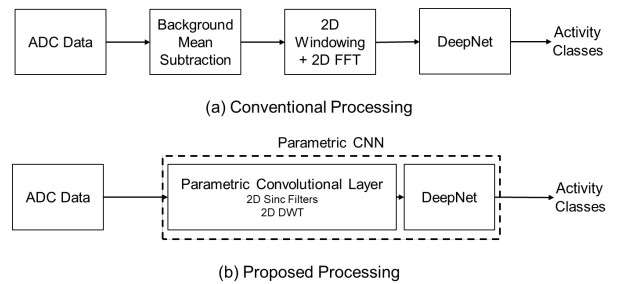 ADC Data
Background
Mean
Subtraction
2D
Windowing
+ 2D FFT
DeepNet
Activity
Classes
(a) Conventional Processing
Parametric CNN
ADC Data
Parametric Convolutional Layer
2D Sinc Filters
2D DWT
DeepNet
Activity
Classes
(b) Proposed Processing